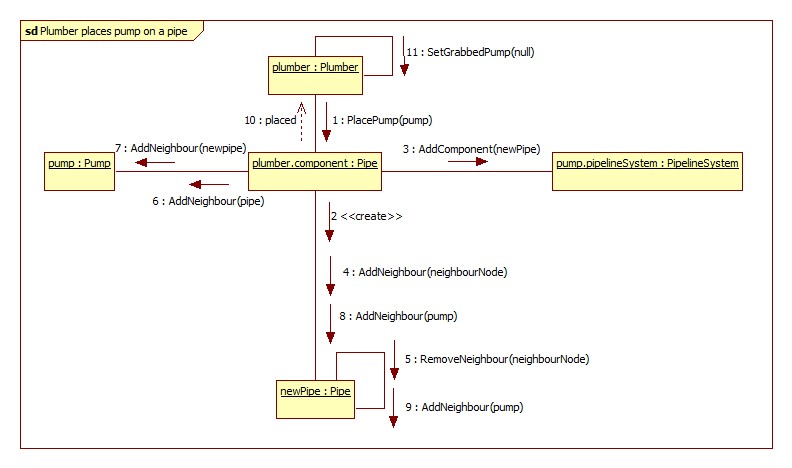 sd Plumber places pump on a pipe
11 : SetGrabbedPump(null)
plumber : Plumber
10 : placed
1 : PlacePump(pump)
7 : AddNeighbour(newpipe)
3 : AddComponent(newPipe)
pump : Pump
plumber.component : Pipe
pump.pipelineSystem : PipelineSystem
6 : AddNeighbour(pipe)
2 <<create>>
4 : AddNeighbour(neighbourNode)
8 : AddNeighbour(pump)
5 : RemoveNeighbour(neighbourNode)
newPipe : Pipe
9 : AddNeighbour(pump)